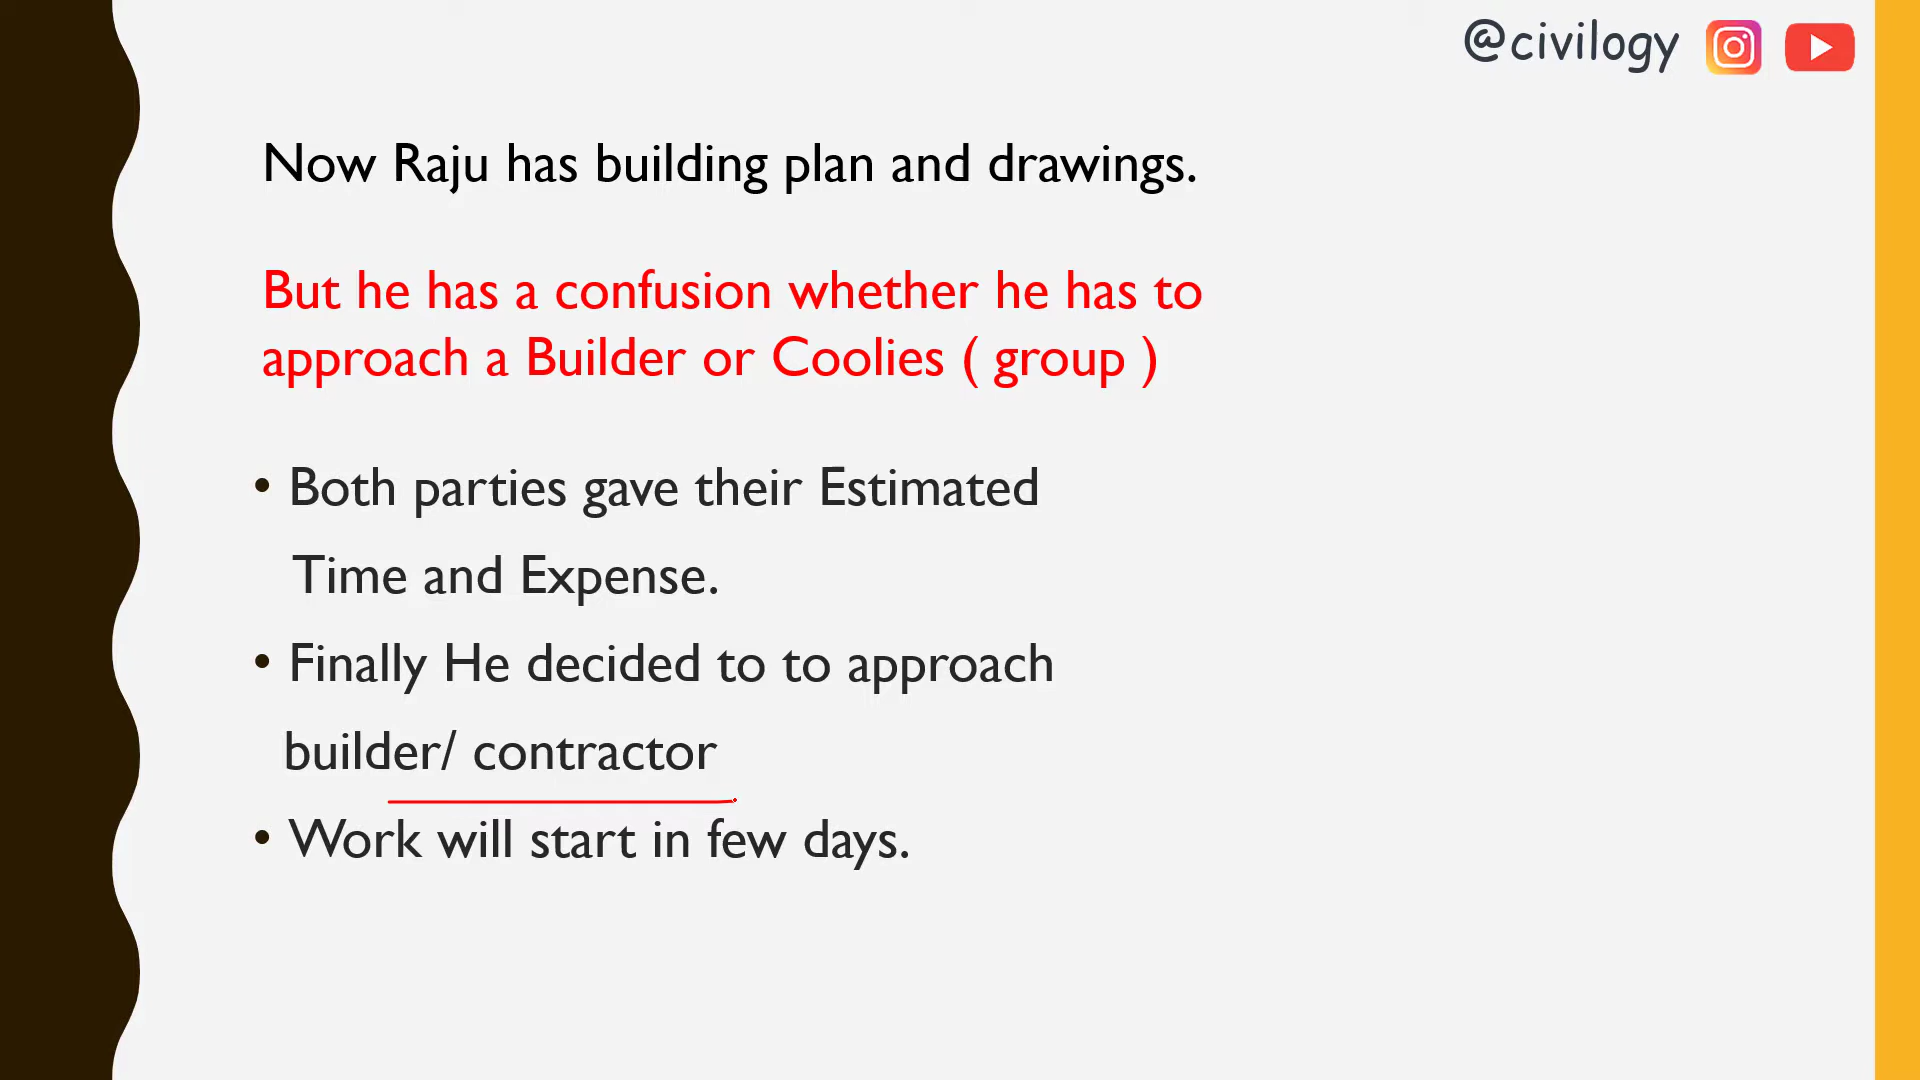 @civilogy
Now Raju has building plan and drawings.
But he has a confusion whether he has to
approach a Builder or Coolies ( group )
• Both parties gave their Estimated
Time and Expense.
• Finally He decided to to approach
builder/ contractor
• Work will start in few days.